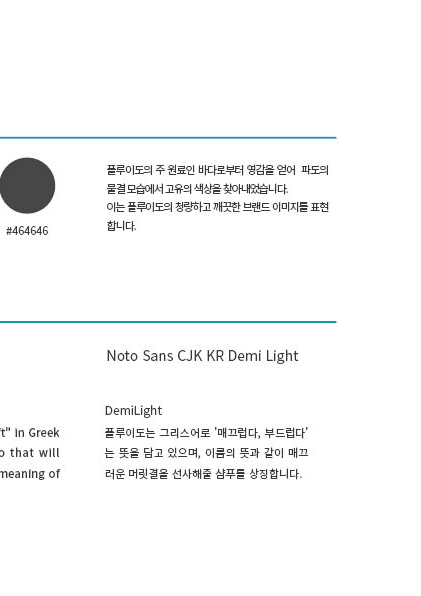 플루이도의 주 원료인 바다로부터 영감을 얻어 파도의
물결 모습에서 고유의 색상을 찾아내었습니다.
이는 플루이도의 청량하고 깨끗한 브랜드 이미지를 표현
합니다.
#464646
Noto Sans CJK KR Demi Light
DemiLight
ft" in Greek
o that will
meaning of
플루이도는 그리스어로 '매끄럽다, 부드럽다'
는 뜻을 담고 있으며, 이름의 뜻과 같이 매끄
러운 머릿결을 선사해줄 샴푸를 상징합니다.